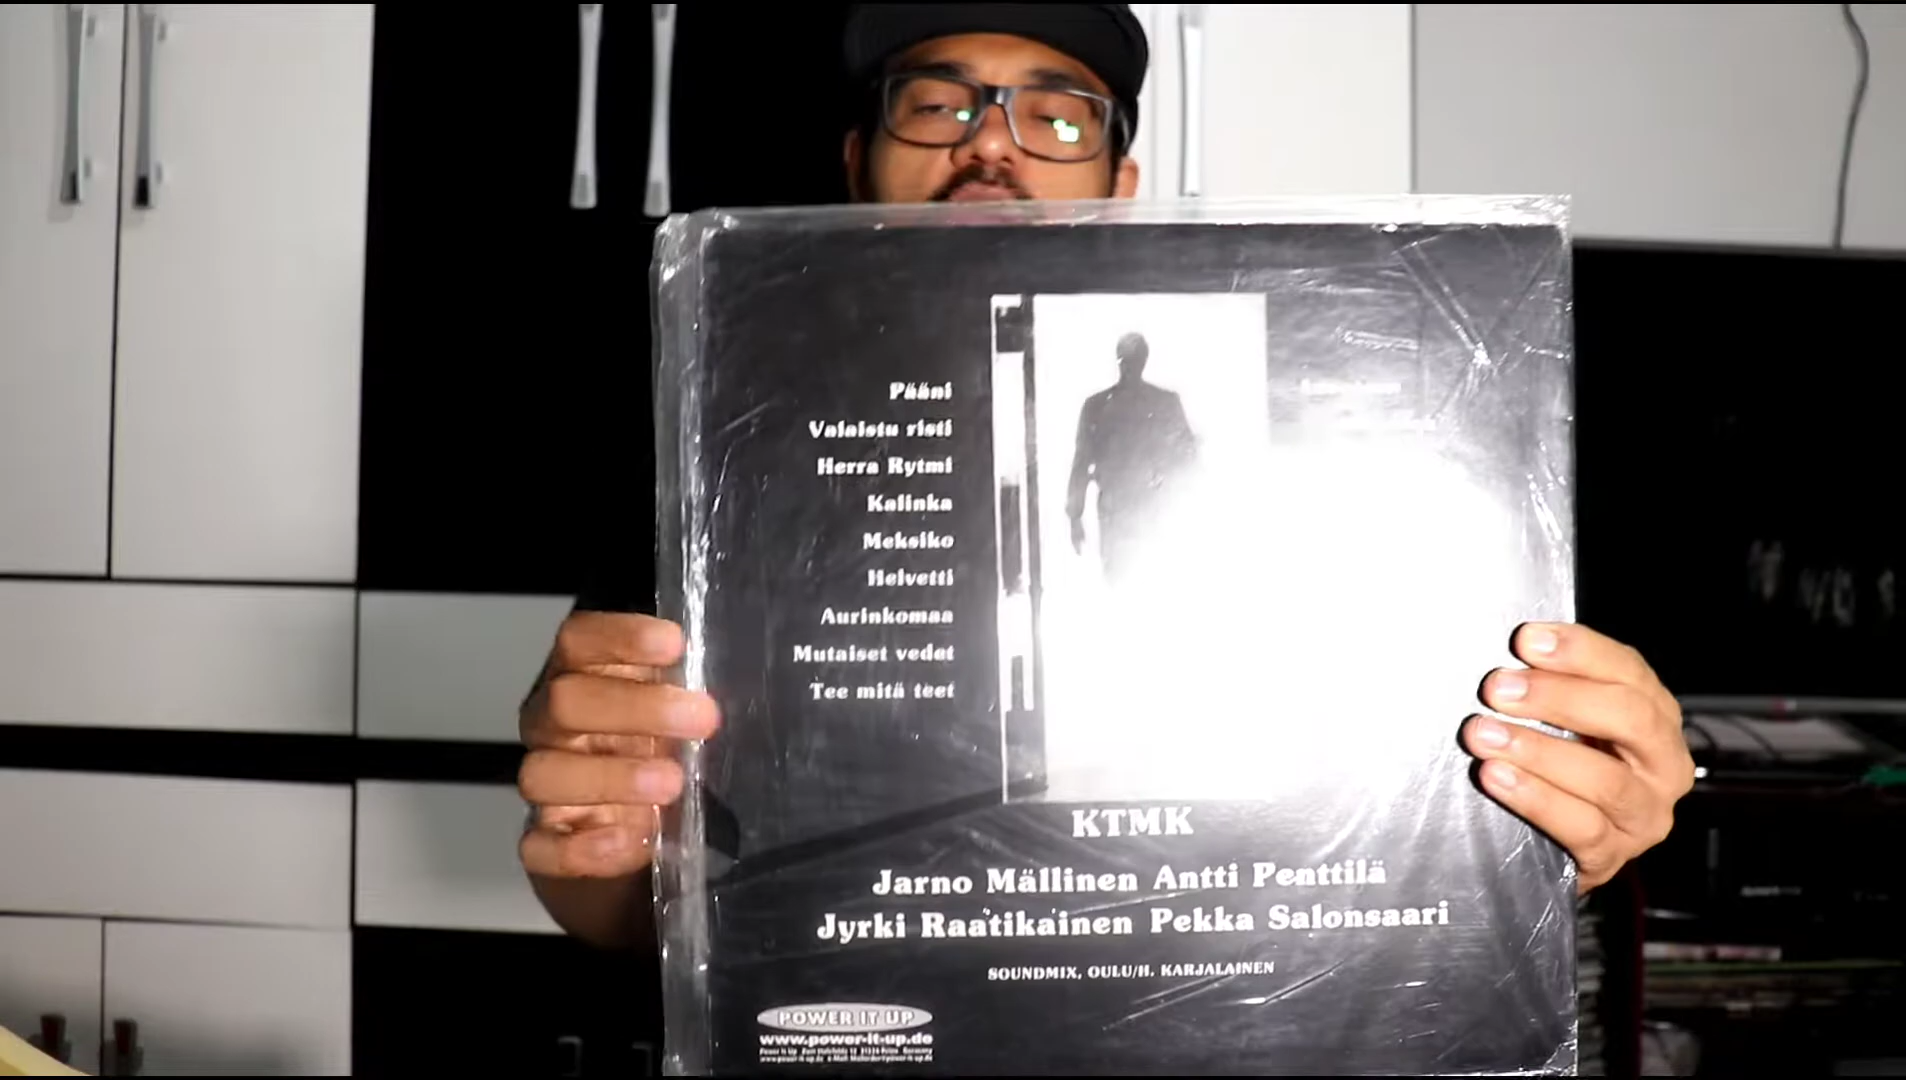 Pääni
Valaistu risti
Herra Rytmi
Kalinka
Meksiko
Helvetti
Aurinkomaa
Mutaiset vedet
Tee mitä teet
KTMK
Jarno Mällinen Antti Penttilä
Jyrki Raatikainen Pekka Salonsaari
SOUNDMIX, OULU/H. KARJALAINEN
POWER IT UP
www.power-it-up.de